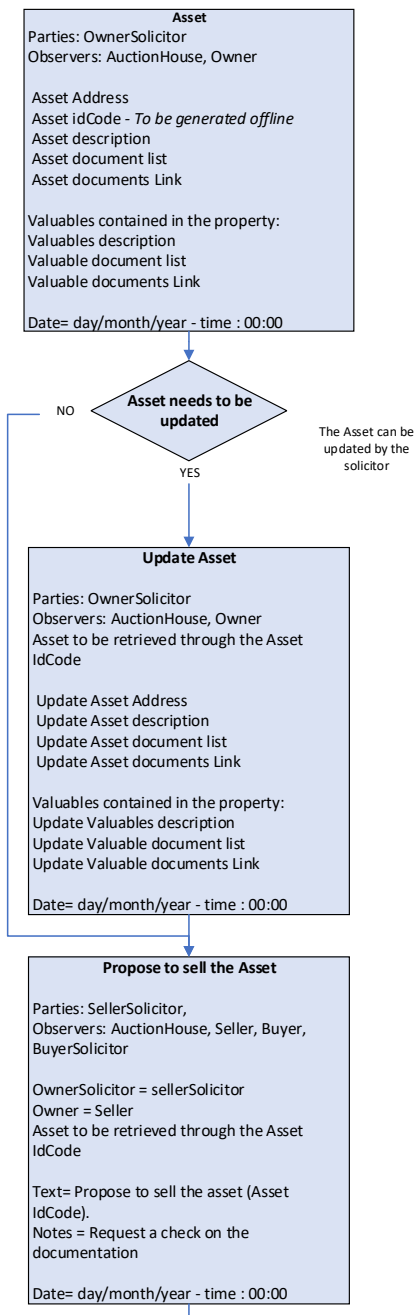 Asset
Parties: OwnerSolicitor
Observers: AuctionHouse, Owner
Asset Address
Asset idCode - To be generated offline
Asset description
Asset document list
Asset documents Link
Valuables contained in the property:
Valuables description
Valuable document list
Valuable documents Link
Date= day/month/year - time : 00:00
Asset needs to be
updated
NO
The Asset can be
updated by the
solicitor
YES
Update Asset
Parties: OwnerSolicitor
Observers: AuctionHouse, Owner
Asset to be retrieved through the Asset
IdCode
Update Asset Address
Update Asset description
Update Asset document list
Update Asset documents Link
Valuables contained in the property:
Update Valuables description
Update Valuable document list
Update Valuable documents Link
Date= day/month/year - time : 00:00
Propose to sell the Asset
Parties: SellerSolicitor,
Observers: AuctionHouse, Seller, Buyer,
BuyerSolicitor
OwnerSolicitor = sellerSolicitor
Owner = Seller
Asset to be retrieved through the Asset
IdCode
Text= Propose to sell the asset (Asset
IdCode).
Notes = Request a check on the
documentation
Date= day/month/year - time : 00:00